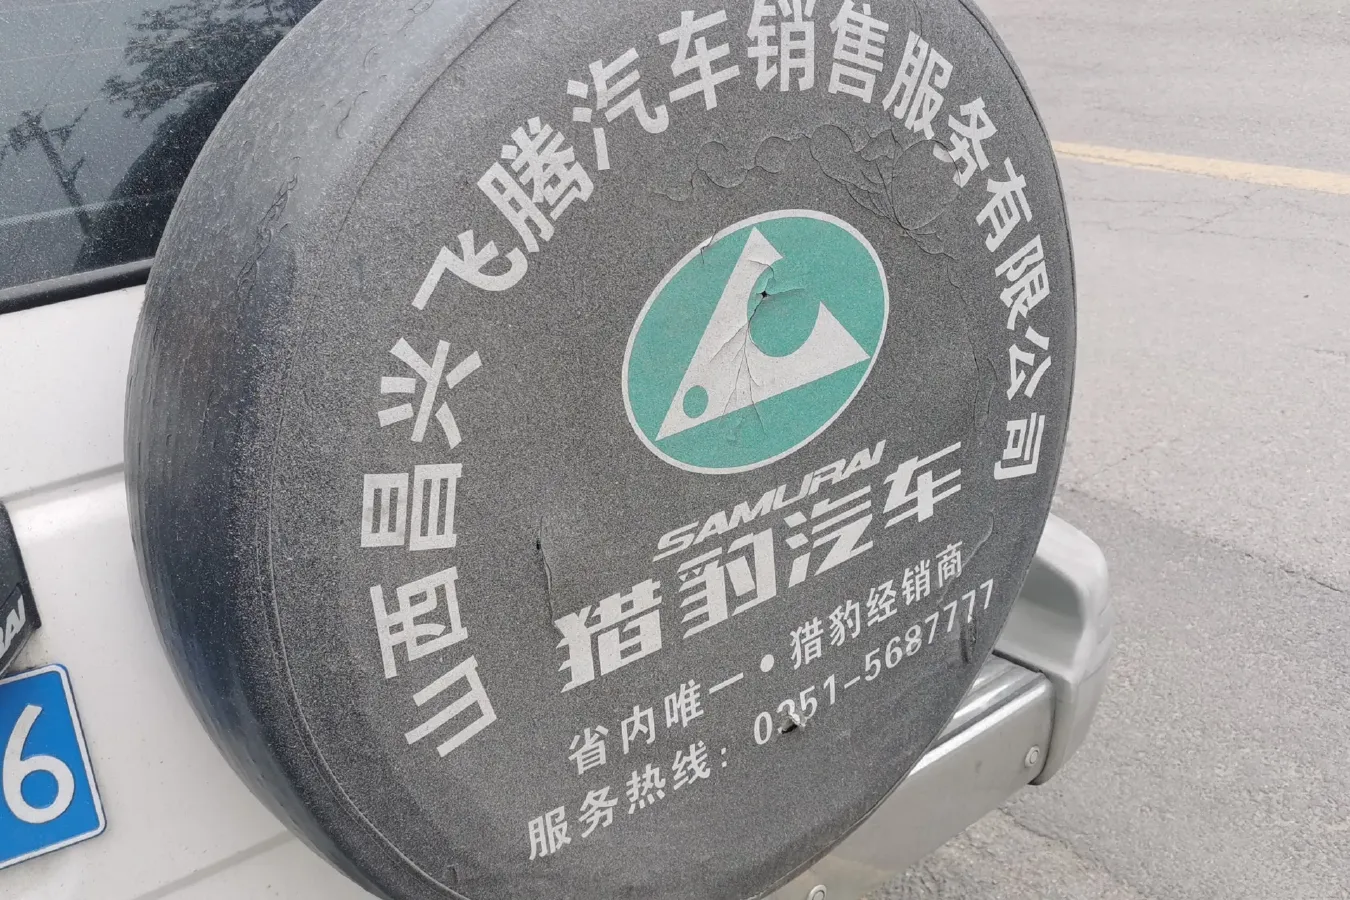 山西昌兴飞腾汽车销售服务有限公司
SAMURAI
猎豹汽车
省内唯一·猎豹经销商
服务热线：0351-5687777
6